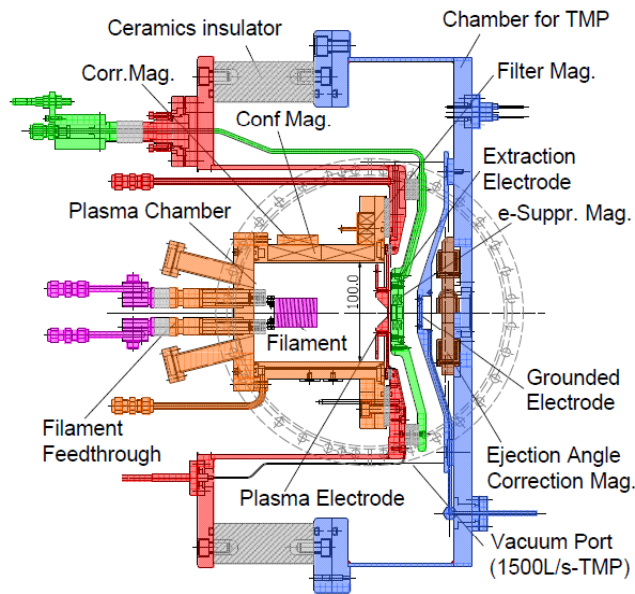 Chamber for TMP
Ceramics insulator
Corr.Mag.
Filter Mag.
Conf.Mag.
Extraction
Electrode
Plasma Chamber
e-Suppr. Mag.
100.0
Filament
Grounded
Electrode
Filament
Feedthrough
Ejection Angle
Correction Mag.
Plasma Electrode
Vacuum Port
(1500L/s-TMP)